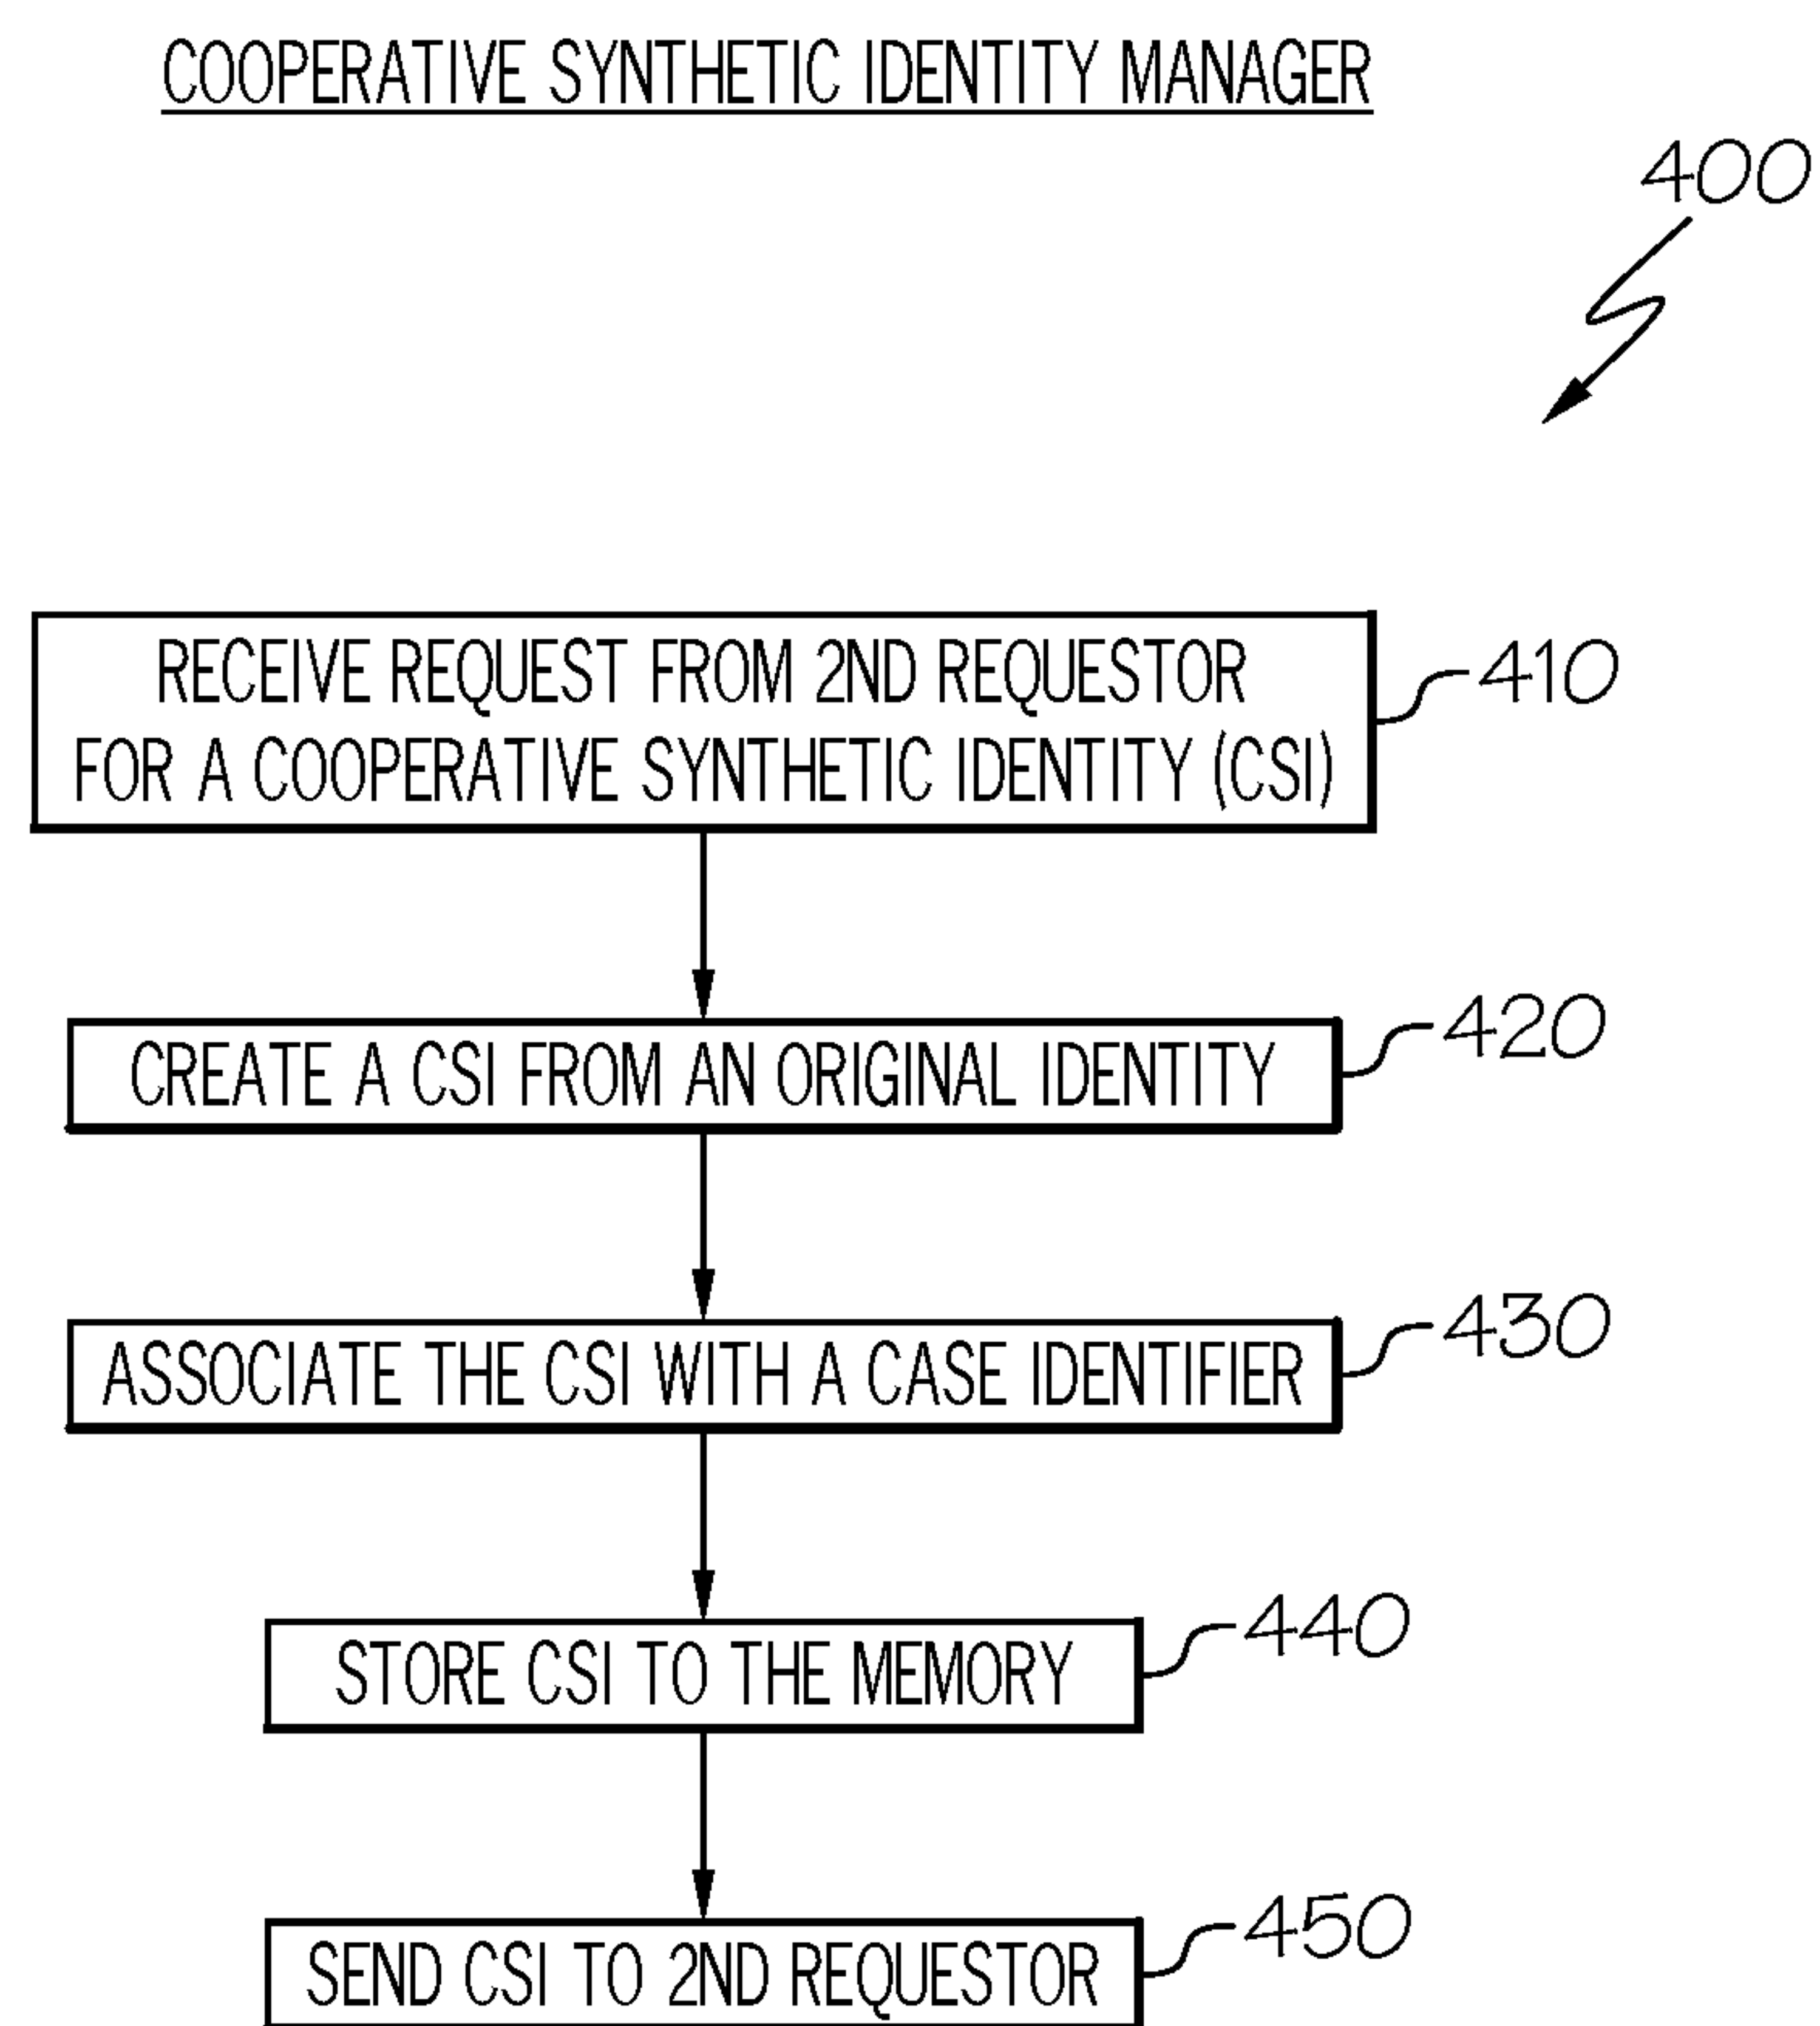 COOPERATIVE SYNTHETIC IDENTITY MANAGER
400
RECEIVE REQUEST FROM 2ND REQUESTOR
FOR A COOPERATIVE SYNTHETIC IDENTITY (CSI)
410
CREATE A CSI FROM AN ORIGINAL IDENTITY
420
ASSOCIATE THE CSI WITH A CASE IDENTIFIER
430
STORE CSI TO THE MEMORY
440
SEND CSI TO 2ND REQUESTOR
450